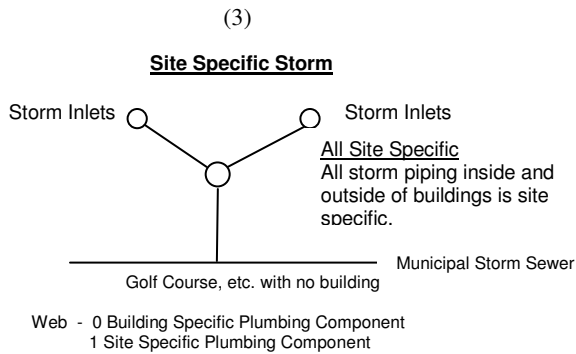 (3)
Site Specific Storm
Storm Inlets
Storm Inlets
All Site Specific
All storm piping inside and
outside of buildings is site
specific.
Municipal Storm Sewer
Golf Course, etc. with no building
Web - 0 Building Specific Plumbing Component
1 Site Specific Plumbing Component